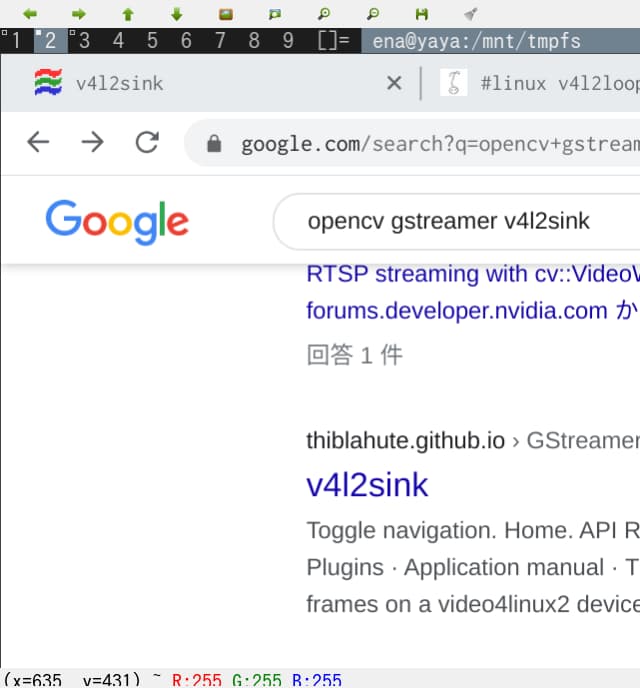 1 2 3 4 5 6 7 8 9 []= ena@yaya:/mnt/tmpfs
v4l2sink #linux v4l2loop
google.com/search?q=opencv+gstream
Google opencv gstreamer v4l2sink
RTSP streaming with cv::VideoW
forums.developer.nvidia.com か
回答 1 件
thiblahute.github.io › GStreamer
v4l2sink
Toggle navigation. Home. API R
Plugins · Application manual · T
frames on a video4linux2 device
(x=635 y=431) ~ R:255 G:255 B:255